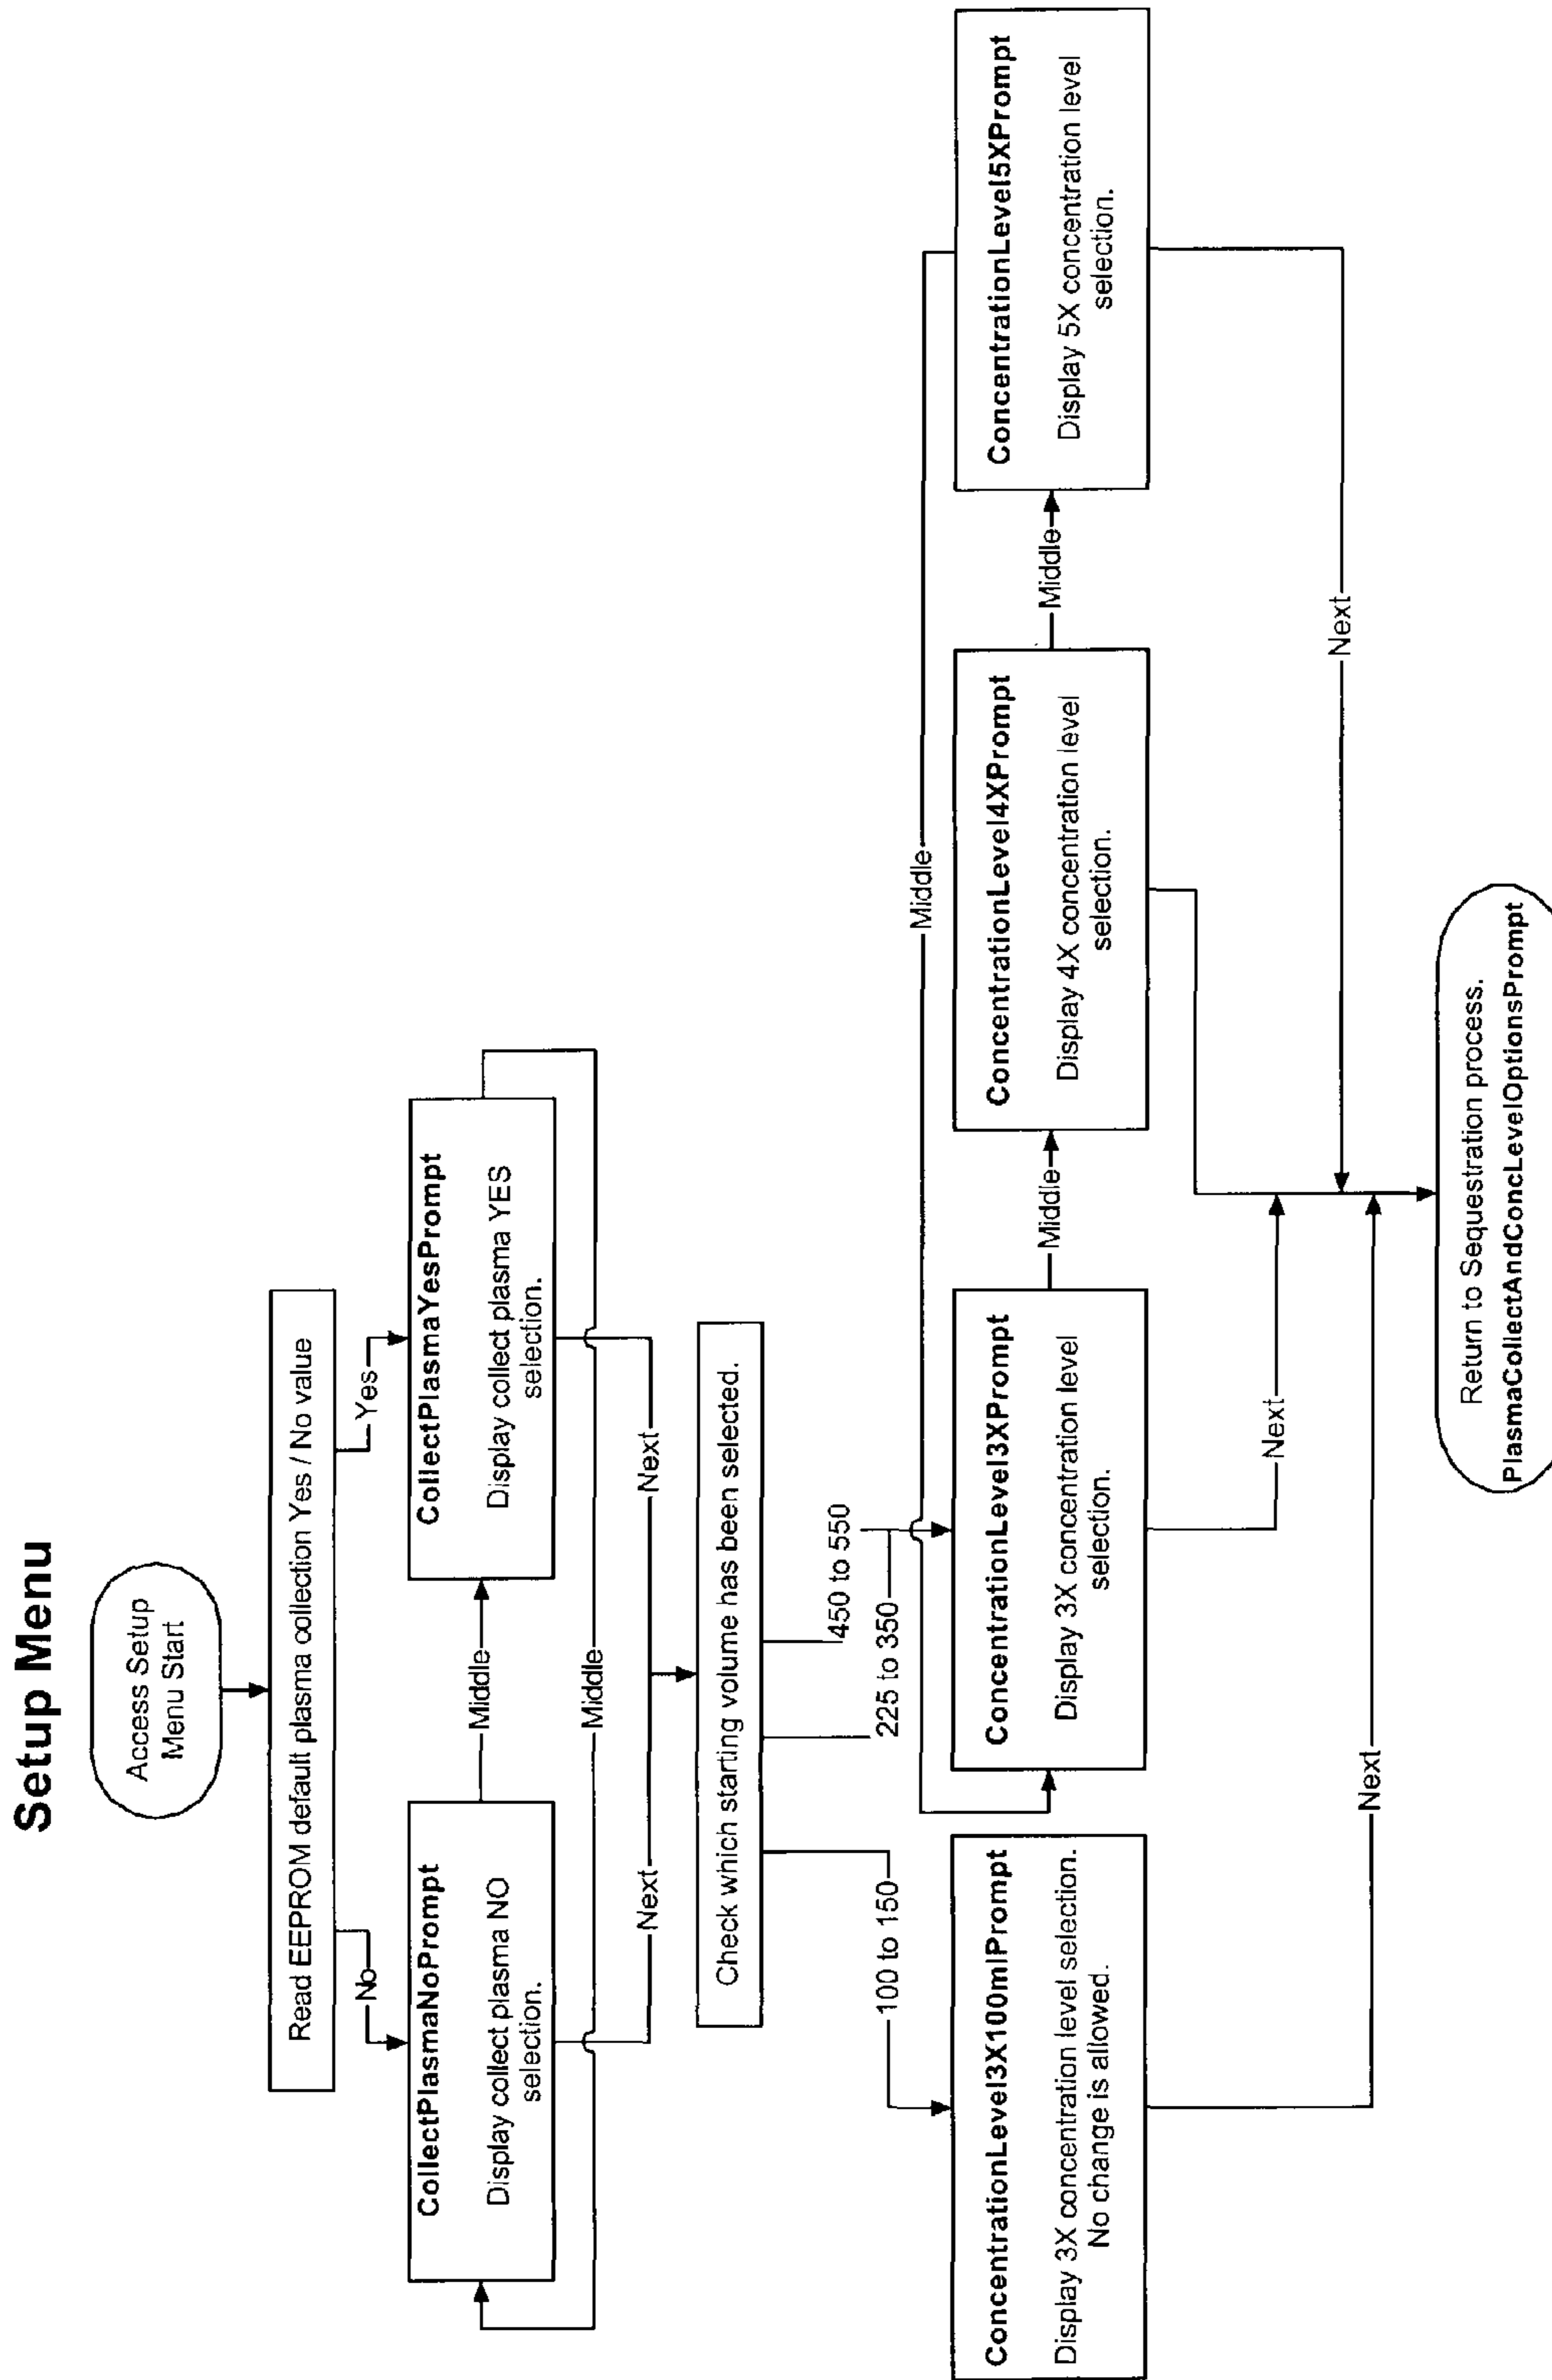 Setup Menu
Access Setup
Menu Start
Read EEPROM default plasma collection Yes / No value
No
Yes
CollectPlasmaNoPrompt
Display collect plasma NO
selection.
Middle
CollectPlasmaYesPrompt
Display collect plasma YES
selection.
Middle
Next
Next
Check which starting volume has been selected.
100 to 150
225 to 350
450 to 550
Middle
ConcentrationLevel3X100mlPrompt
Display 3X concentration level selection.
No change is allowed.
ConcentrationLevel3XPrompt
Display 3X concentration level
selection.
Middle
ConcentrationLevel4XPrompt
Display 4X concentration level
selection.
Middle
ConcentrationLevel5XPrompt
Display 5X concentration level
selection.
Next
Next
Next
Return to Sequestration process.
PlasmaCollectAndConcLevelOptionsPrompt